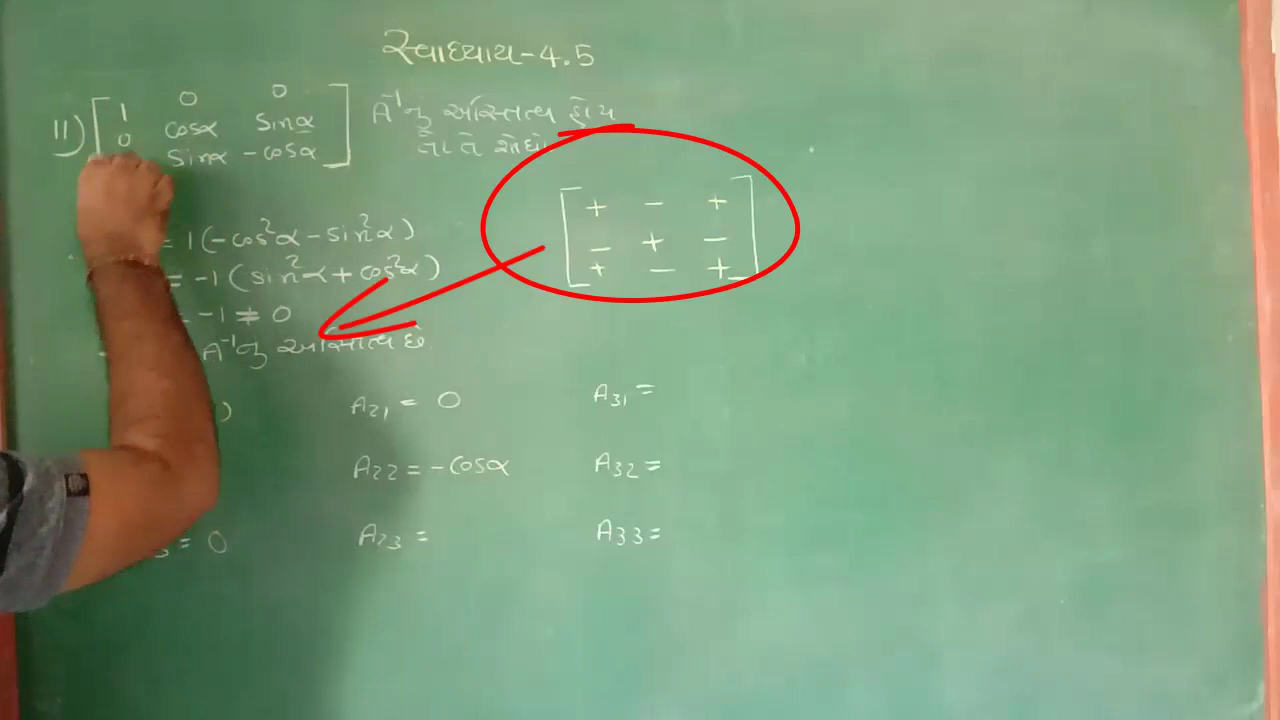 સ્વાધ્યાય-4.5
11) [ 1 0 0
0 cosα sinα
sinα -cosα ]
A⁻¹નુ અસ્તિત્વ હોય
તો તે શોધો
[ + - +
- + -
+ - + ]
= 1(-cos²α - sin²α)
= -1(sin²α + cos²α)
= -1 ≠ 0
A⁻¹નુ અસ્તિત્વ છે
)
A21 = 0
A31 =
A22 = -cosα
A32 =
3 = 0
A23 =
A33 =